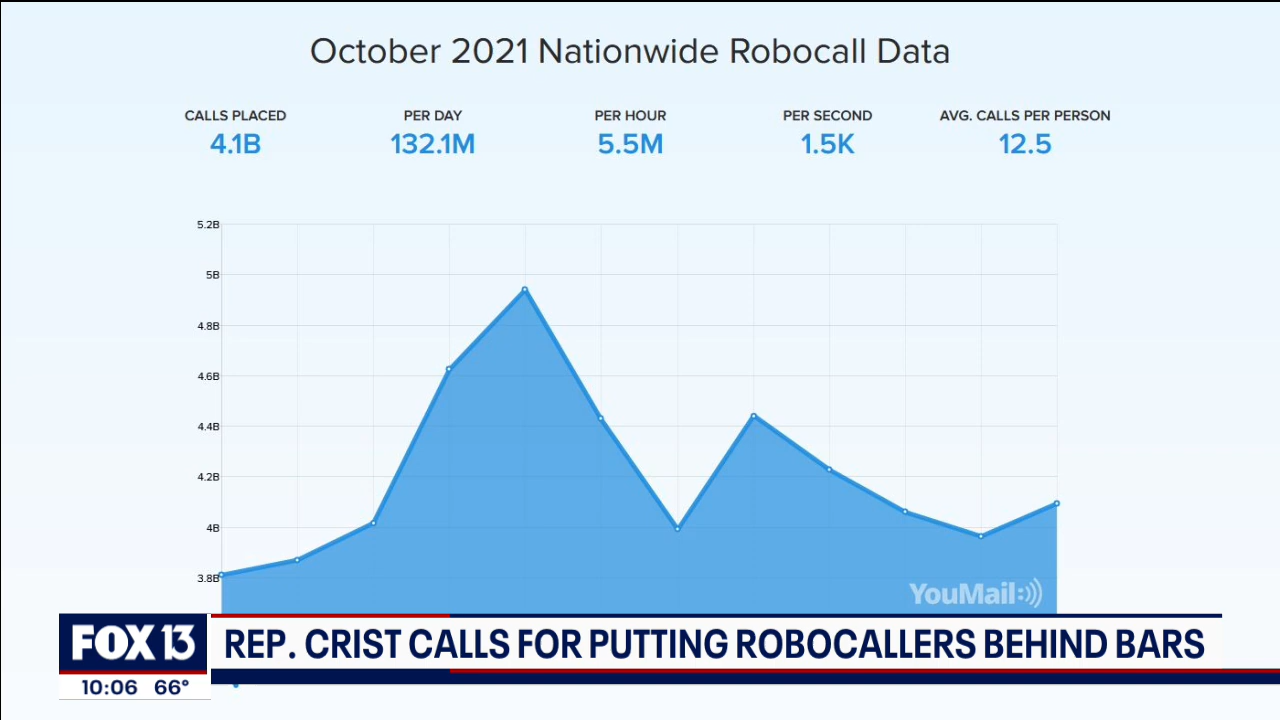 October 2021 Nationwide Robocall Data
CALLS PLACED PER DAY PER HOUR PER SECOND AVG. CALLS PER PERSON
4.1B 132.1M 5.5M 1.5K 12.5
5.2B
5B
4.8B
4.6B
4.4B
4.2B
4B
3.8B
YouMail
FOX 13
REP. CRIST CALLS FOR PUTTING ROBOCALLERS BEHIND BARS
10:06 66°